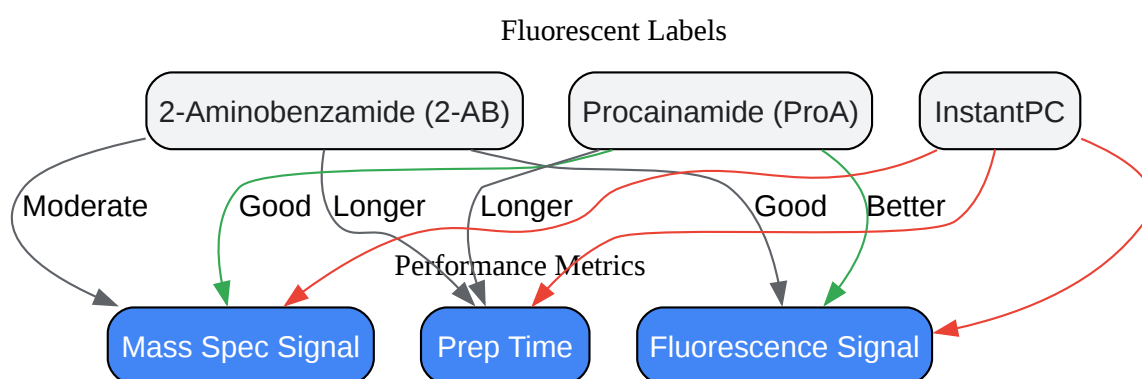 Fluorescent Labels
2-Aminobenzamide (2-AB)
Procainamide (ProA)
InstantPC
Moderate
Good
Longer
Longer
Good
Better
Performance Metrics
Mass Spec Signal
Prep Time
Fluorescence Signal